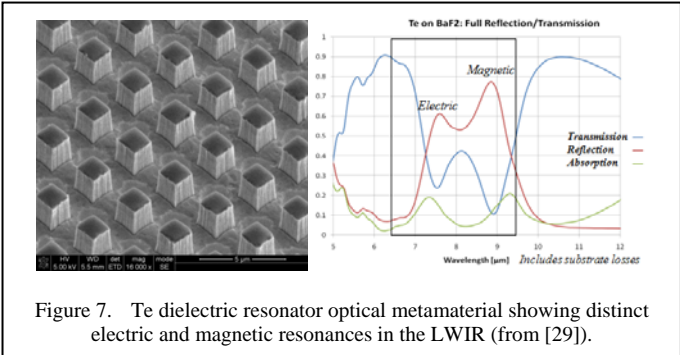 Te on BaF2: Full Reflection/Transmission
1
0.9
0.8
0.7
0.6
0.5
0.4
0.3
0.2
0.1
0
Magnetic
Electric
Transmission
Reflection
Absorption
5 6 7 8 9 10 11 12
Wavelength [µm]
Includes substrate losses
HV WD det mag mode
5.00 kV 5.5 mm ETD 16 000 x SE
5 µm
Figure 7. Te dielectric resonator optical metamaterial showing distinct
electric and magnetic resonances in the LWIR (from [29]).